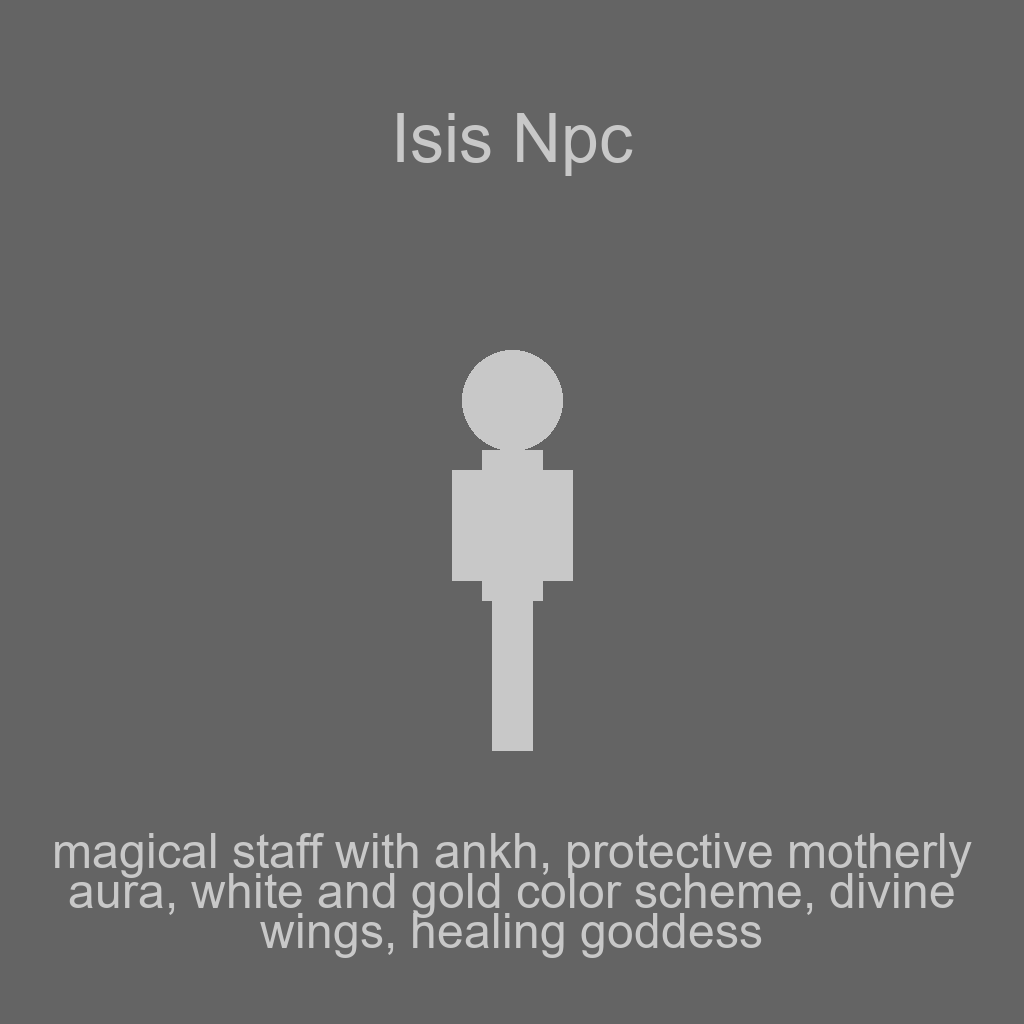 Isis Npc
magical staff with ankh, protective motherly
aura, white and gold color scheme, divine
wings, healing goddess